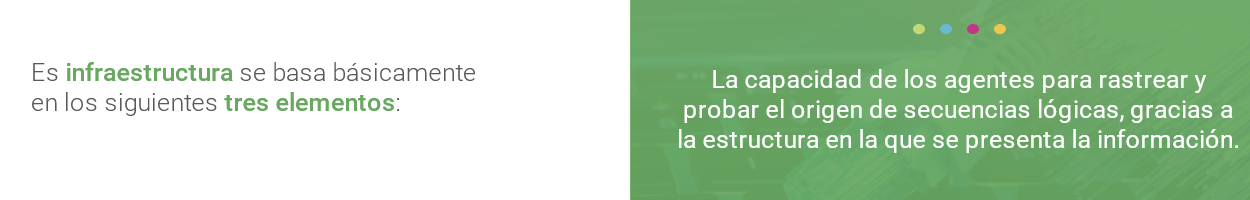 Es infraestructura se basa básicamente
en los siguientes tres elementos:
La capacidad de los agentes para rastrear y
probar el origen de secuencias lógicas, gracias a
la estructura en la que se presenta la información.